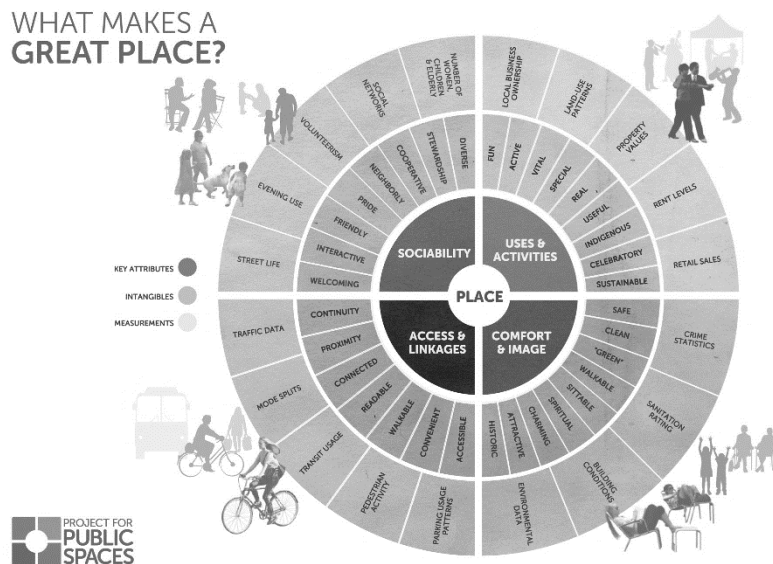 WHAT MAKES A
GREAT PLACE?
NUMBER OF
WOMEN,
CHILDREN
& ELDERLY
SOCIAL
NETWORKS
VOLUNTEERISM
EVENING USE
STREET LIFE
LOCAL BUSINESS
OWNERSHIP
LAND-USE
PATTERNS
PROPERTY
VALUES
RENT LEVELS
RETAIL SALES
DIVERSE
STEWARDSHIP
COOPERATIVE
NEIGHBORLY
PRIDE
FRIENDLY
INTERACTIVE
WELCOMING
FUN
ACTIVE
VITAL
SPECIAL
REAL
USEFUL
INDIGENOUS
CELEBRATORY
SUSTAINABLE
SOCIABILITY
USES &
ACTIVITIES
PLACE
ACCESS &
LINKAGES
COMFORT
& IMAGE
KEY ATTRIBUTES
INTANGIBLES
MEASUREMENTS
CONTINUITY
PROXIMITY
CONNECTED
READABLE
WALKABLE
CONVENIENT
ACCESSIBLE
SAFE
CLEAN
"GREEN"
WALKABLE
SITTABLE
SPIRITUAL
CHARMING
ATTRACTIVE
HISTORIC
TRAFFIC DATA
MODE SPLITS
TRANSIT USAGE
PEDESTRIAN
ACTIVITY
PARKING USAGE
PATTERNS
CRIME
STATISTICS
SANITATION
RATING
BUILDING
CONDITIONS
ENVIRONMENTAL
DATA
PROJECT FOR
PUBLIC
SPACES